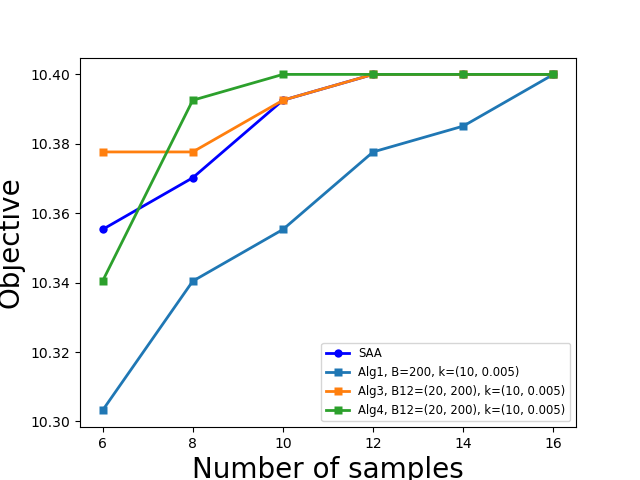 10.40
10.38
10.36
10.34
10.32
10.30
Objective
6 8 10 12 14 16
Number of samples
SAA
Alg1, B=200, k=(10, 0.005)
Alg3, B12=(20, 200), k=(10, 0.005)
Alg4, B12=(20, 200), k=(10, 0.005)